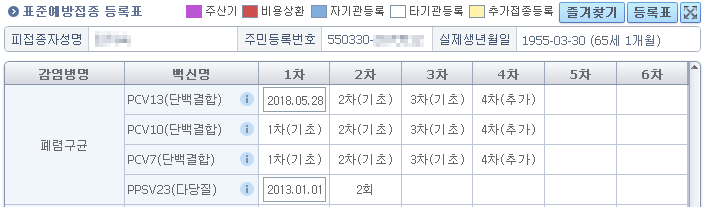 표준예방접종 등록표 주산기 비용상환 자기관등록 타기관등록 추가접종등록 즐겨찾기 등록표
피접종자성명 주민등록번호 550330- 실제생년월일 1955-03-30 (65세 1개월)
감염병명 백신명 1차 2차 3차 4차 5차 6차
PCV13(단백결합) 2018.05.28 2차(기초) 3차(기초) 4차(추가)
폐렴구균 PCV10(단백결합) 1차(기초) 2차(기초) 3차(기초) 4차(추가)
PCV7(단백결합) 1차(기초) 2차(기초) 3차(기초) 4차(추가)
PPSV23(다당질) 2013.01.01 2회